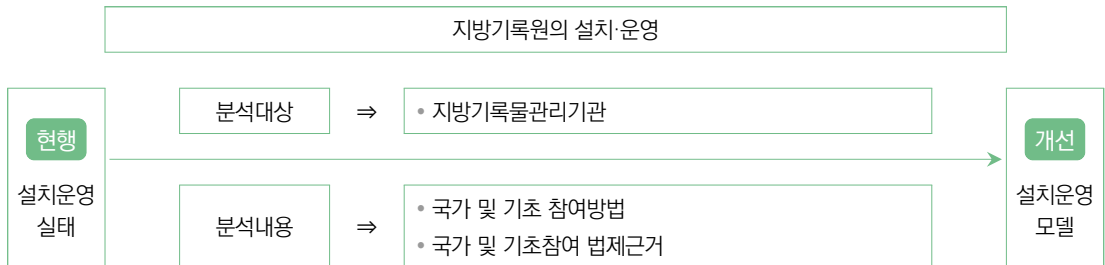 지방기록원의 설치·운영
현행
설치운영
실태
분석대상 ⇒ • 지방기록물관리기관
분석내용 ⇒ • 국가 및 기초 참여방법
• 국가 및 기초참여 법제근거
개선
설치운영
모델